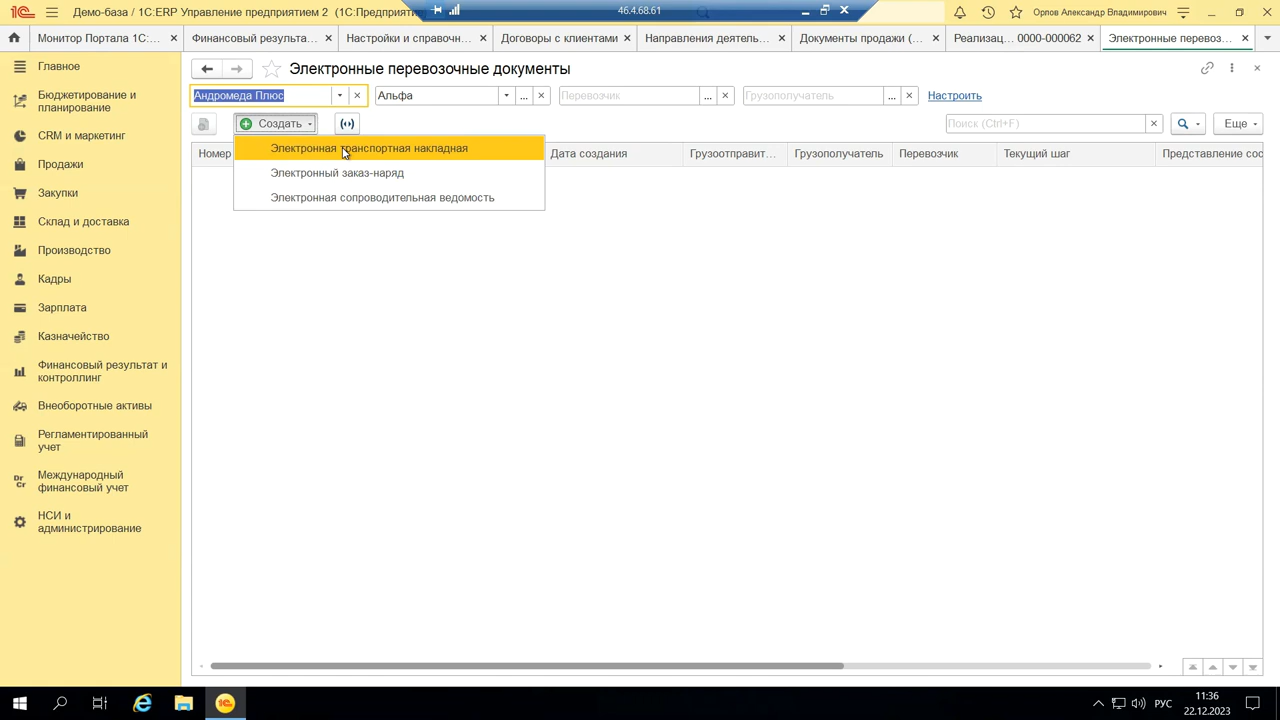 Демо-база / 1С:ERP Управление предприятием 2 (1С:Предприяти
46.4.68.61
Орлов Александр Владимирович
Монитор Портала 1С:...
Финансовый результа...
Настройки и справочн...
Договоры с клиентами
Направления деятель...
Документы продажи (...
Реализац... 0000-000062
Электронные перевоз...
Главное
Бюджетирование и
планирование
CRM и маркетинг
Продажи
Закупки
Склад и доставка
Производство
Кадры
Зарплата
Казначейство
Финансовый результат и
контроллинг
Внеоборотные активы
Регламентированный
учет
Dr
Cr
Международный
финансовый учет
НСИ и
администрирование
Электронные перевозочные документы
Андромеда Плюс
Альфа
Перевозчик
Грузополучатель
Настроить
Создать
Поиск (Ctrl+F)
Еще
Электронная транспортная накладная
Электронный заказ-наряд
Электронная сопроводительная ведомость
Номер
Дата создания
Грузоотправит...
Грузополучатель
Перевозчик
Текущий шаг
Представление сос
РУС
11:36
22.12.2023